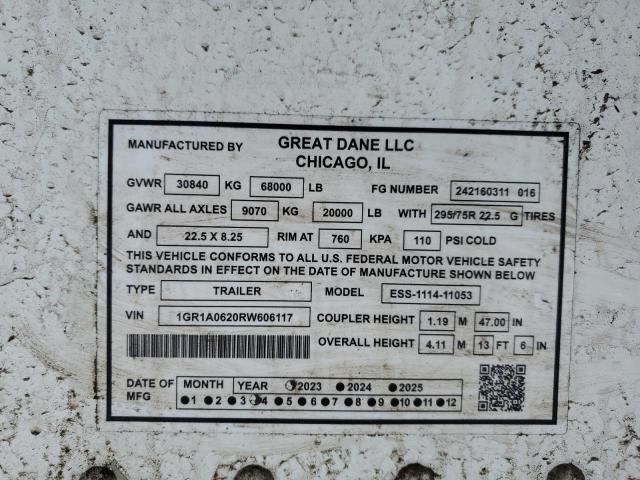 MANUFACTURED BY GREAT DANE LLC
CHICAGO, IL
GVWR 30840 KG 68000 LB FG NUMBER 242160311 016
GAWR ALL AXLES 9070 KG 20000 LB WITH 295/75R 22.5 G TIRES
AND 22.5 X 8.25 RIM AT 760 KPA 110 PSI COLD
THIS VEHICLE CONFORMS TO ALL U.S. FEDERAL MOTOR VEHICLE SAFETY
STANDARDS IN EFFECT ON THE DATE OF MANUFACTURE SHOWN BELOW
TYPE TRAILER MODEL ESS-1114-11053
VIN 1GR1A0620RW606117 COUPLER HEIGHT 1.19 M 47.00 IN
OVERALL HEIGHT 4.11 M 13 FT 6 IN
DATE OF MFG MONTH YEAR 2023 2024 2025
1 2 3 4 5 6 7 8 9 10 11 12